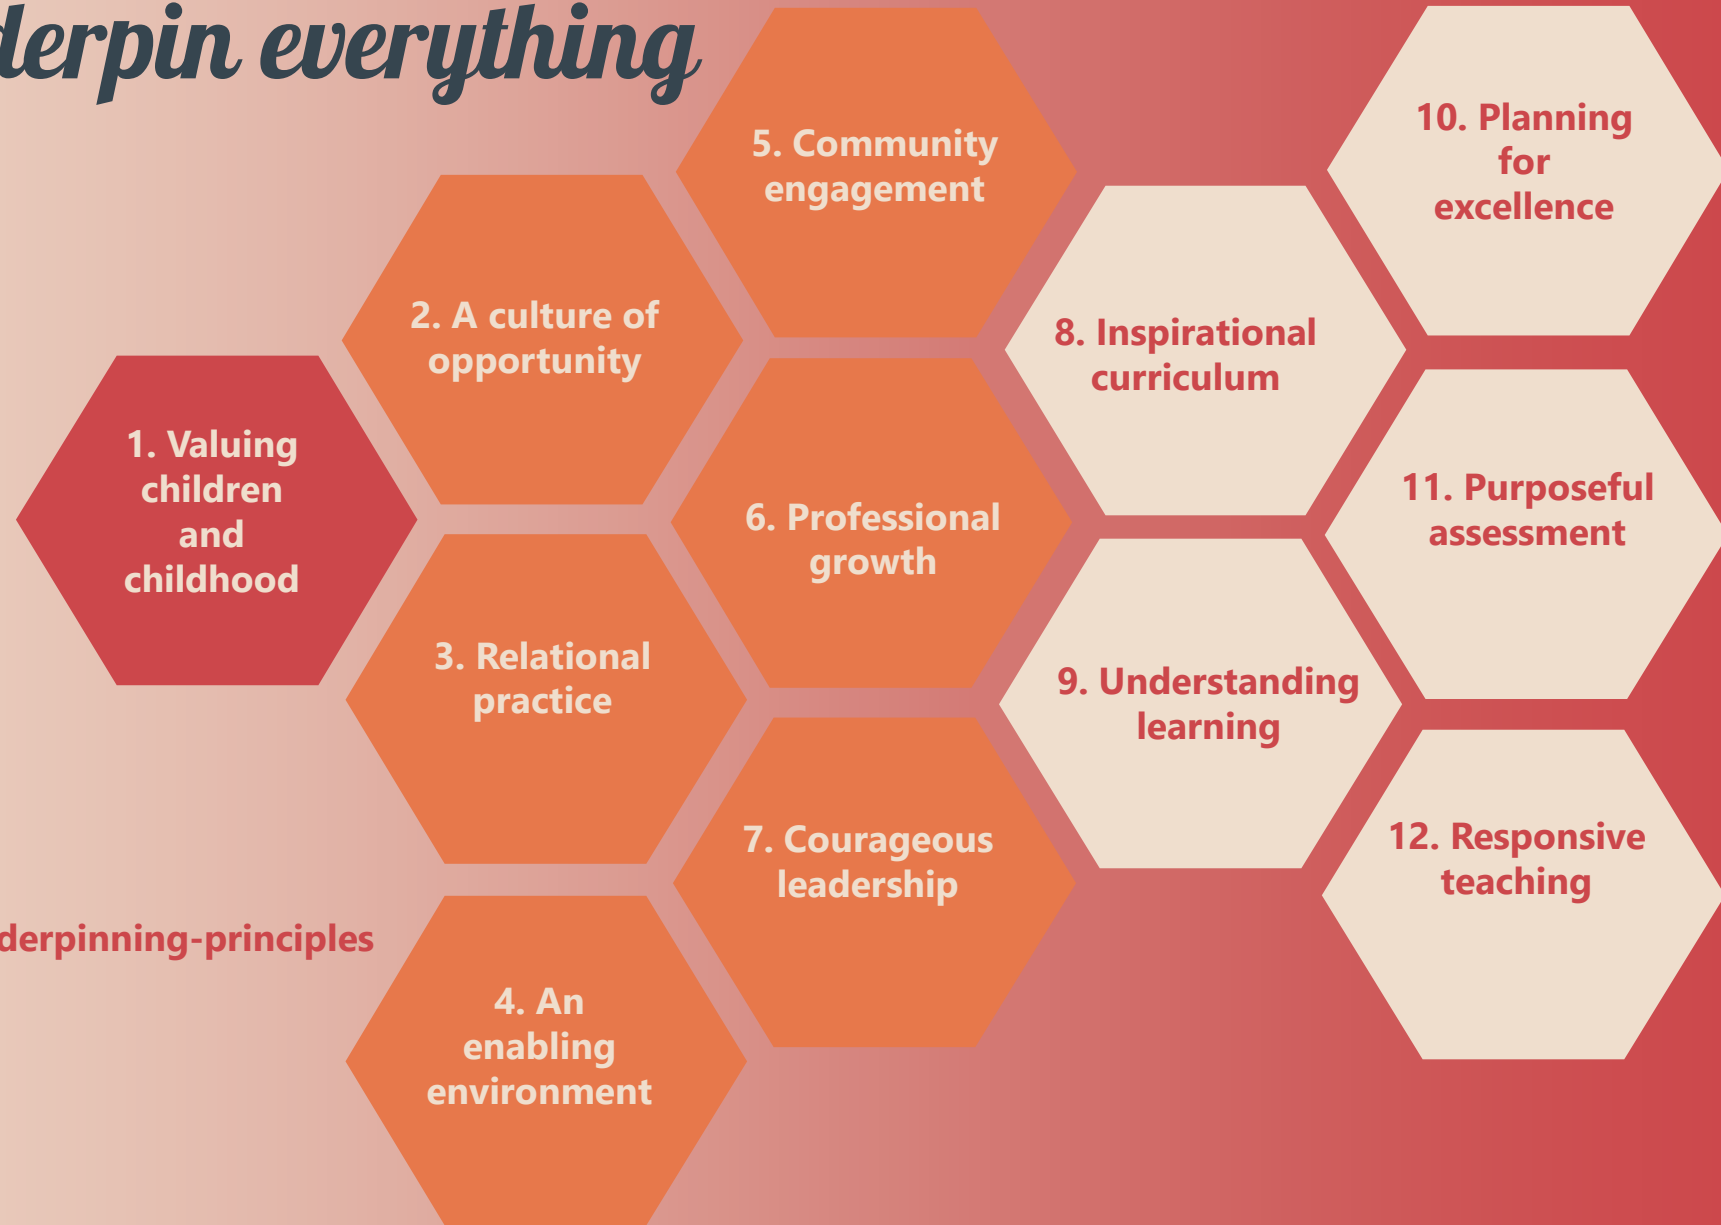 derpin everything
1. Valuing
children
and
childhood
2. A culture of
opportunity
3. Relational
practice
4. An
enabling
environment
5. Community
engagement
6. Professional
growth
7. Courageous
leadership
8. Inspirational
curriculum
9. Understanding
learning
10. Planning
for
excellence
11. Purposeful
assessment
12. Responsive
teaching
derpinning-principles